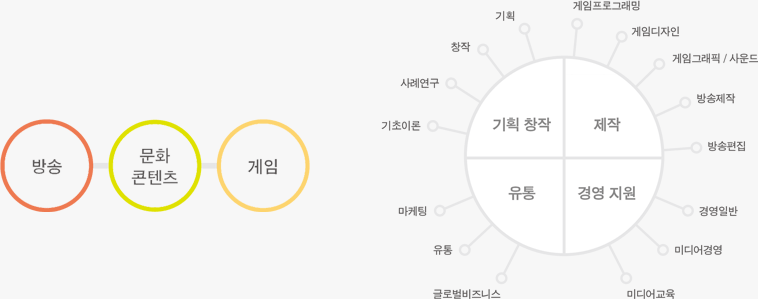 방송
문화
콘텐츠
게임
기획 창작
기획
창작
사례연구
기초이론
제작
게임프로그래밍
게임디자인
게임그래픽 / 사운드
방송제작
방송편집
유통
마케팅
유통
글로벌비즈니스
경영 지원
경영일반
미디어경영
미디어교육